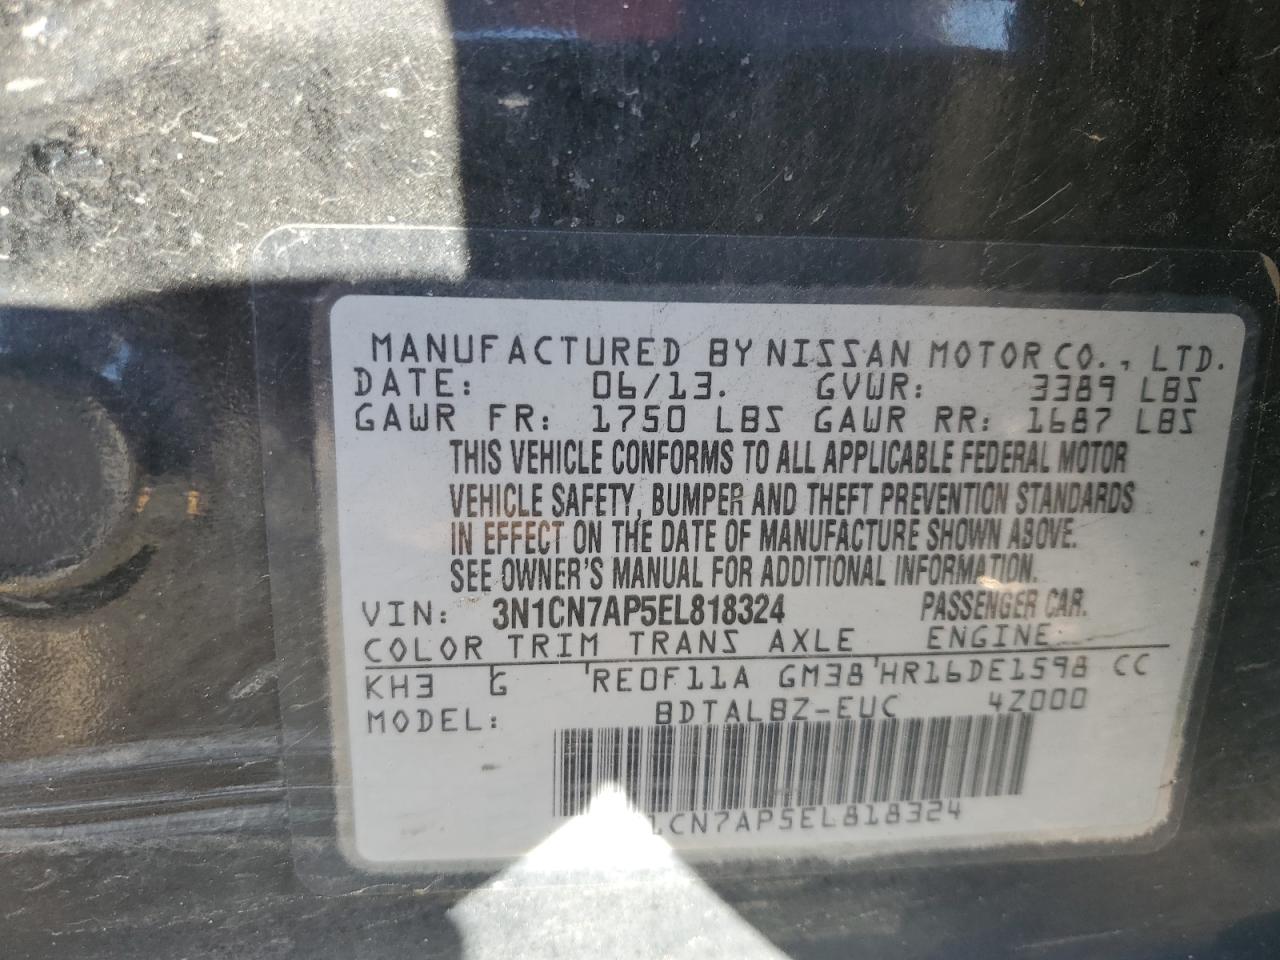 MANUFACTURED BY NISSAN MOTOR CO., LTD.
DATE: 06/13. GVWR: 3389 LBS
GAWR FR: 1750 LBS GAWR RR: 1687 LBS
THIS VEHICLE CONFORMS TO ALL APPLICABLE FEDERAL MOTOR
VEHICLE SAFETY, BUMPER AND THEFT PREVENTION STANDARDS
IN EFFECT ON THE DATE OF MANUFACTURE SHOWN ABOVE.
SEE OWNER'S MANUAL FOR ADDITIONAL INFORMATION.
VIN: 3N1CN7AP5EL818324 PASSENGER CAR.
COLOR TRIM TRANS AXLE ENGINE
KH3 G RE0F11A GM38 HR16DE1598 CC
MODEL: BDTALBZ-EUC 4Z000
1CN7AP5EL818324